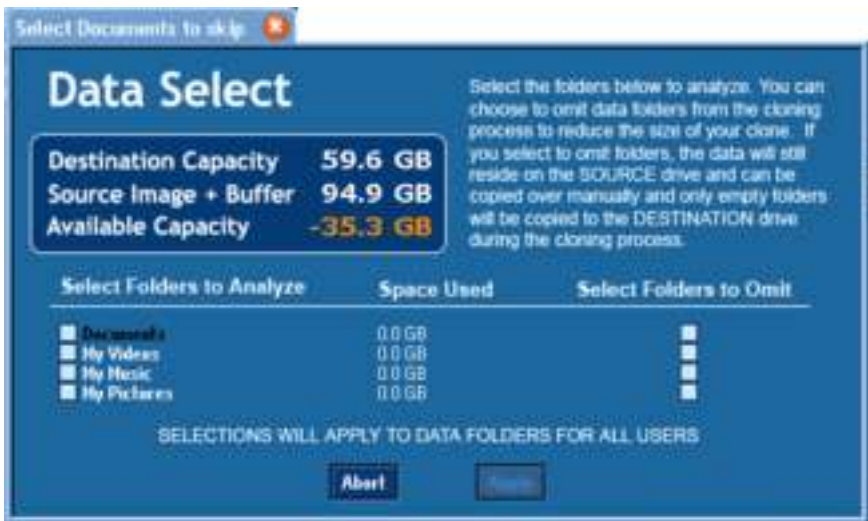 Select Documents to skip
Data Select
Select the folders below to analyze. You can
choose to omit data folders from the cloning
process to reduce the size of your clone. If
you select to omit folders, the data will still
reside on the SOURCE drive and can be
copied over manually and only empty folders
will be copied to the DESTINATION drive
during the cloning process.
Destination Capacity 59.6 GB
Source Image + Buffer 94.9 GB
Available Capacity -35.3 GB
Select Folders to Analyze Space Used Select Folders to Omit
Documents 0.0 GB
My Videos 0.0 GB
My Music 0.0 GB
My Pictures 0.0 GB
SELECTIONS WILL APPLY TO DATA FOLDERS FOR ALL USERS
Abort